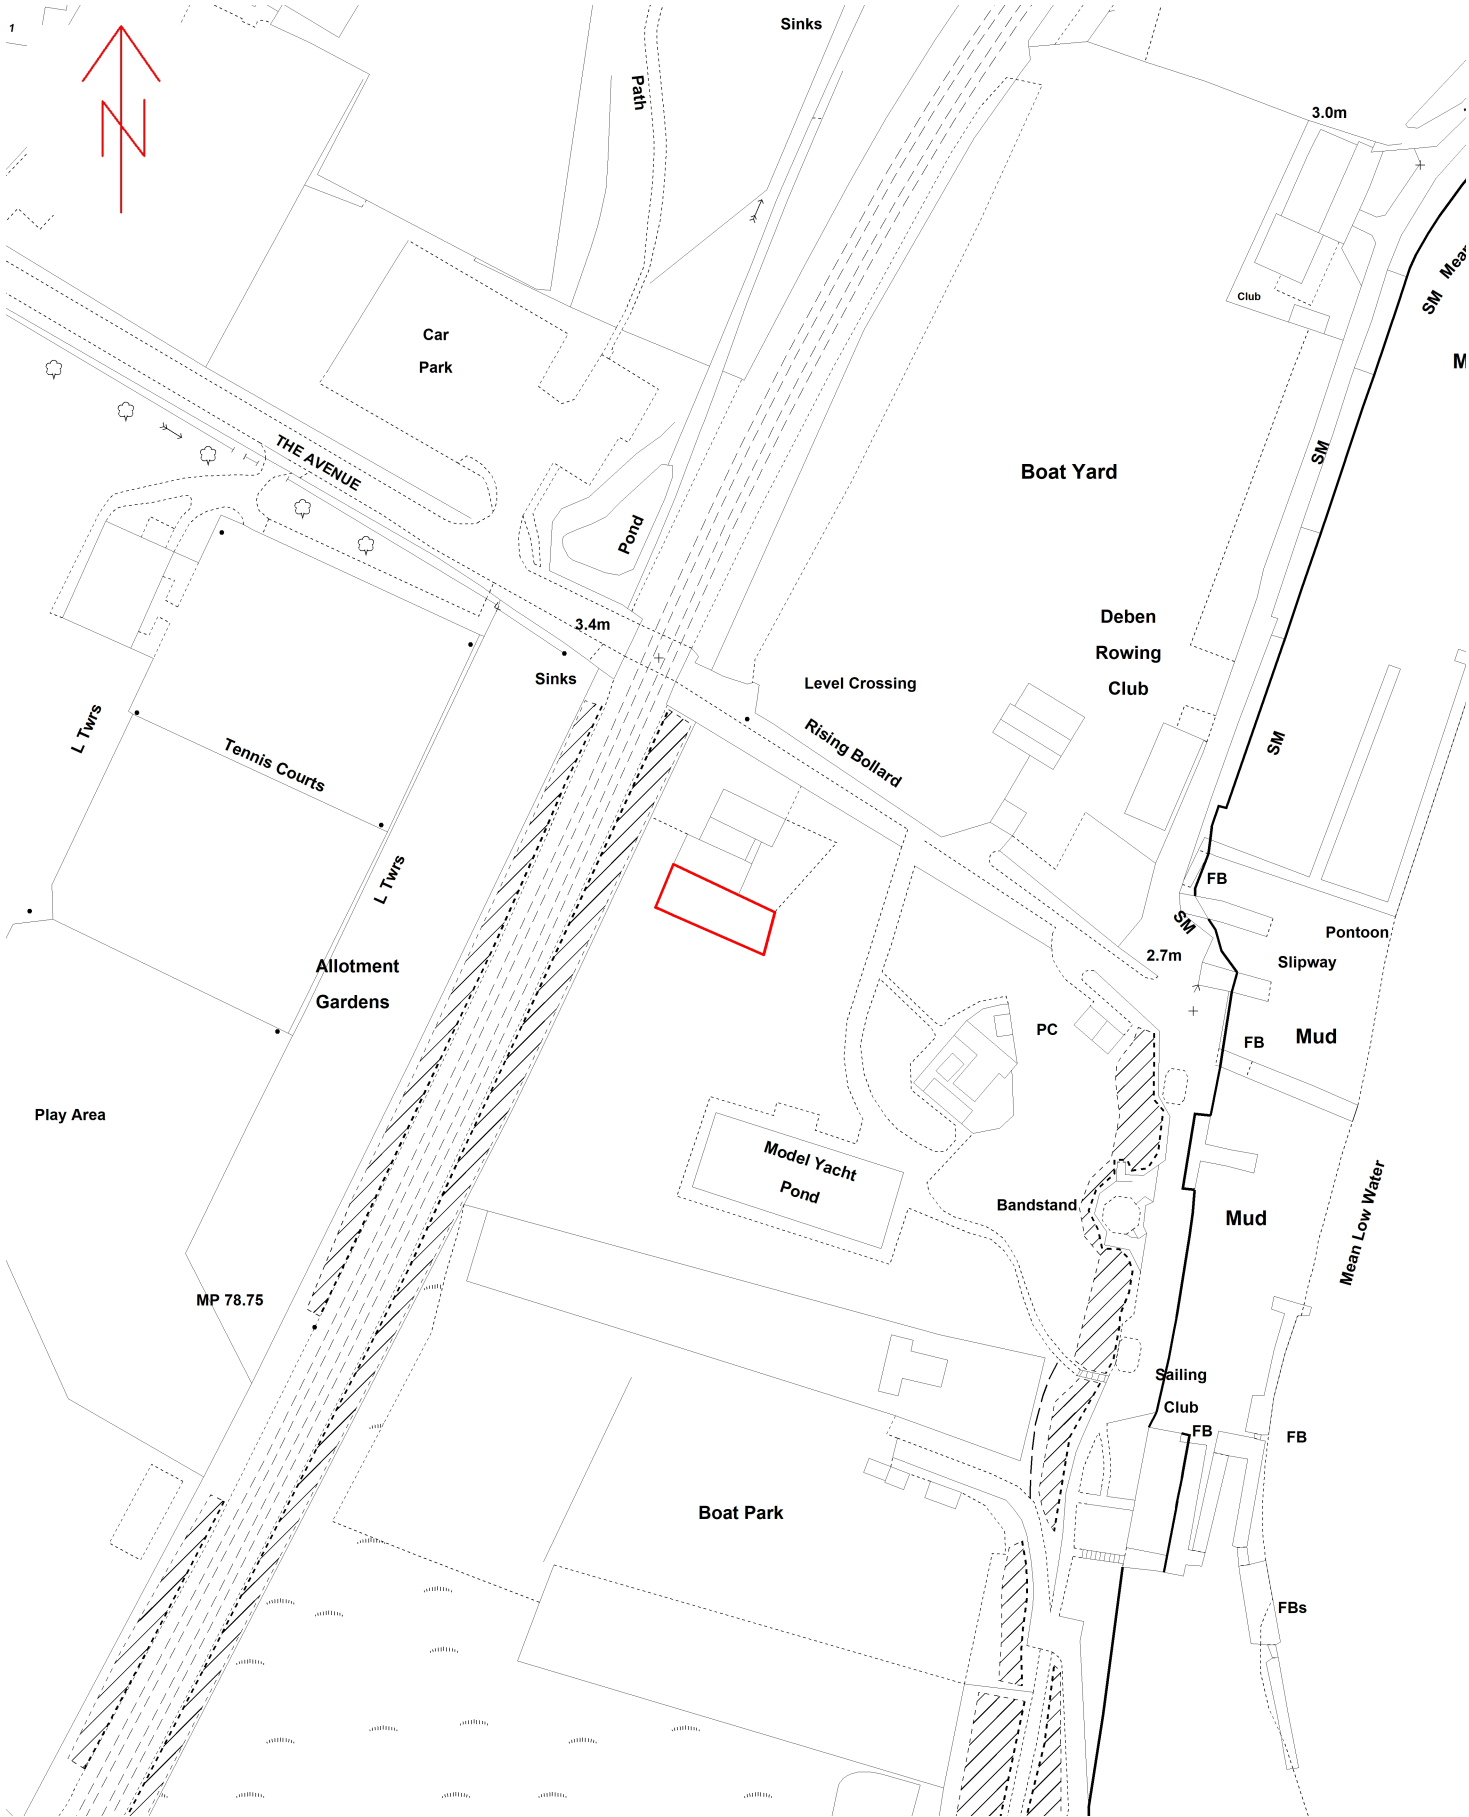 1
Sinks
Path
3.0m
N
Club
Mean
SM
Car
Park
M
THE AVENUE
SM
Boat Yard
Pond
Deben
Rowing
Club
3.4m
Sinks
Level Crossing
L Twrs
Rising Bollard
SM
Tennis Courts
L Twrs
FB
SM
Pontoon
2.7m
Slipway
Allotment
Gardens
PC
FB
Mud
Play Area
Model Yacht
Pond
Bandstand
Mud
Mean Low Water
MP 78.75
Sailing
Club
FB
FB
Boat Park
FBs